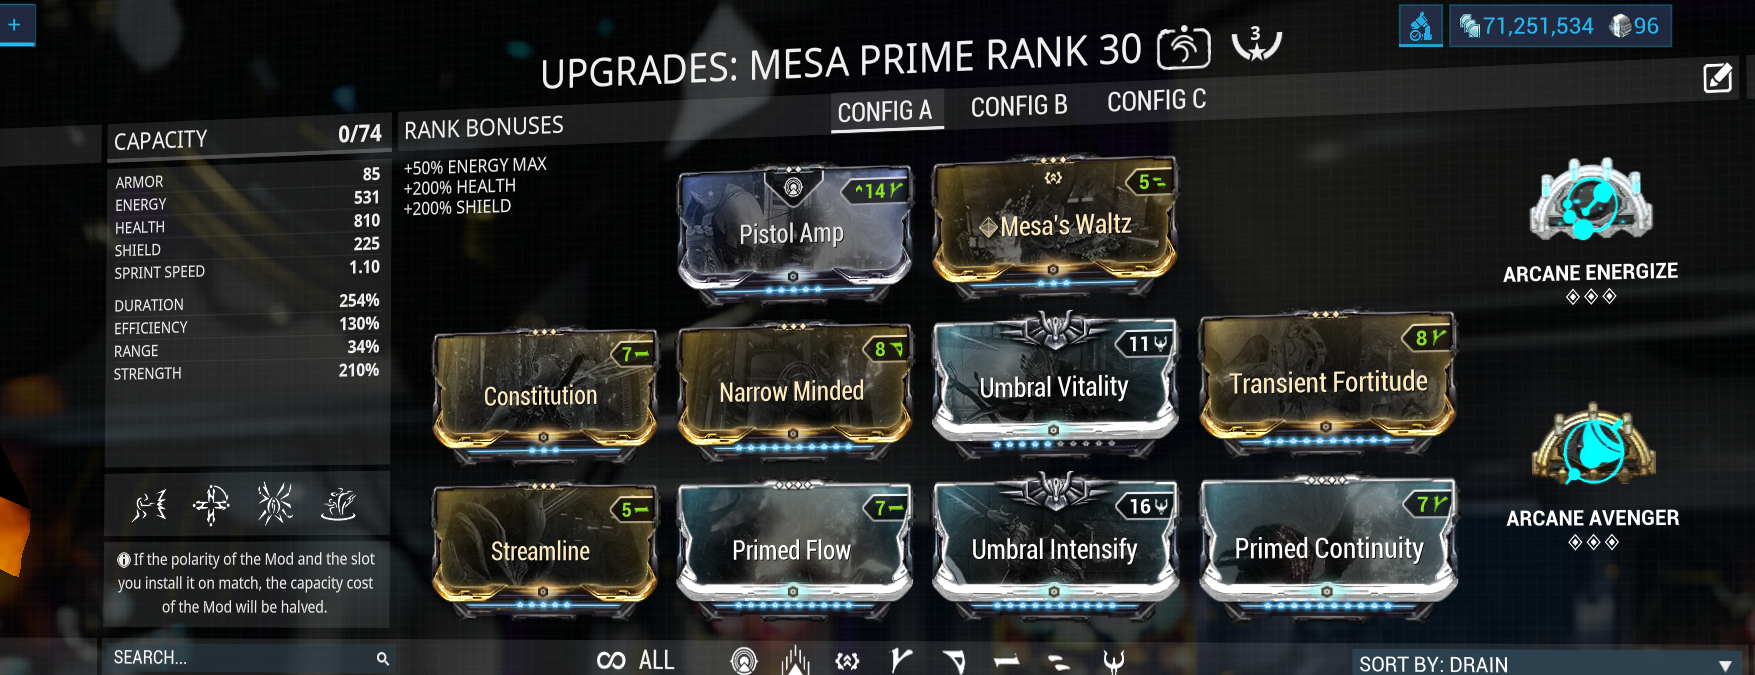 +
71,251,534 96
UPGRADES: MESA PRIME RANK 30
3
CONFIG A CONFIG B CONFIG C
CAPACITY 0/74
ARMOR 85
ENERGY 531
HEALTH 810
SHIELD 225
SPRINT SPEED 1.10
DURATION 254%
EFFICIENCY 130%
RANGE 34%
STRENGTH 210%
If the polarity of the Mod and the slot
you install it on match, the capacity cost
of the Mod will be halved.
SEARCH...
RANK BONUSES
+50% ENERGY MAX
+200% HEALTH
+200% SHIELD
14
Pistol Amp
5
Mesa's Waltz
7
Constitution
8
Narrow Minded
11
Umbral Vitality
8
Transient Fortitude
5
Streamline
7
Primed Flow
16
Umbral Intensify
7
Primed Continuity
ARCANE ENERGIZE
ARCANE AVENGER
∞ ALL
SORT BY: DRAIN